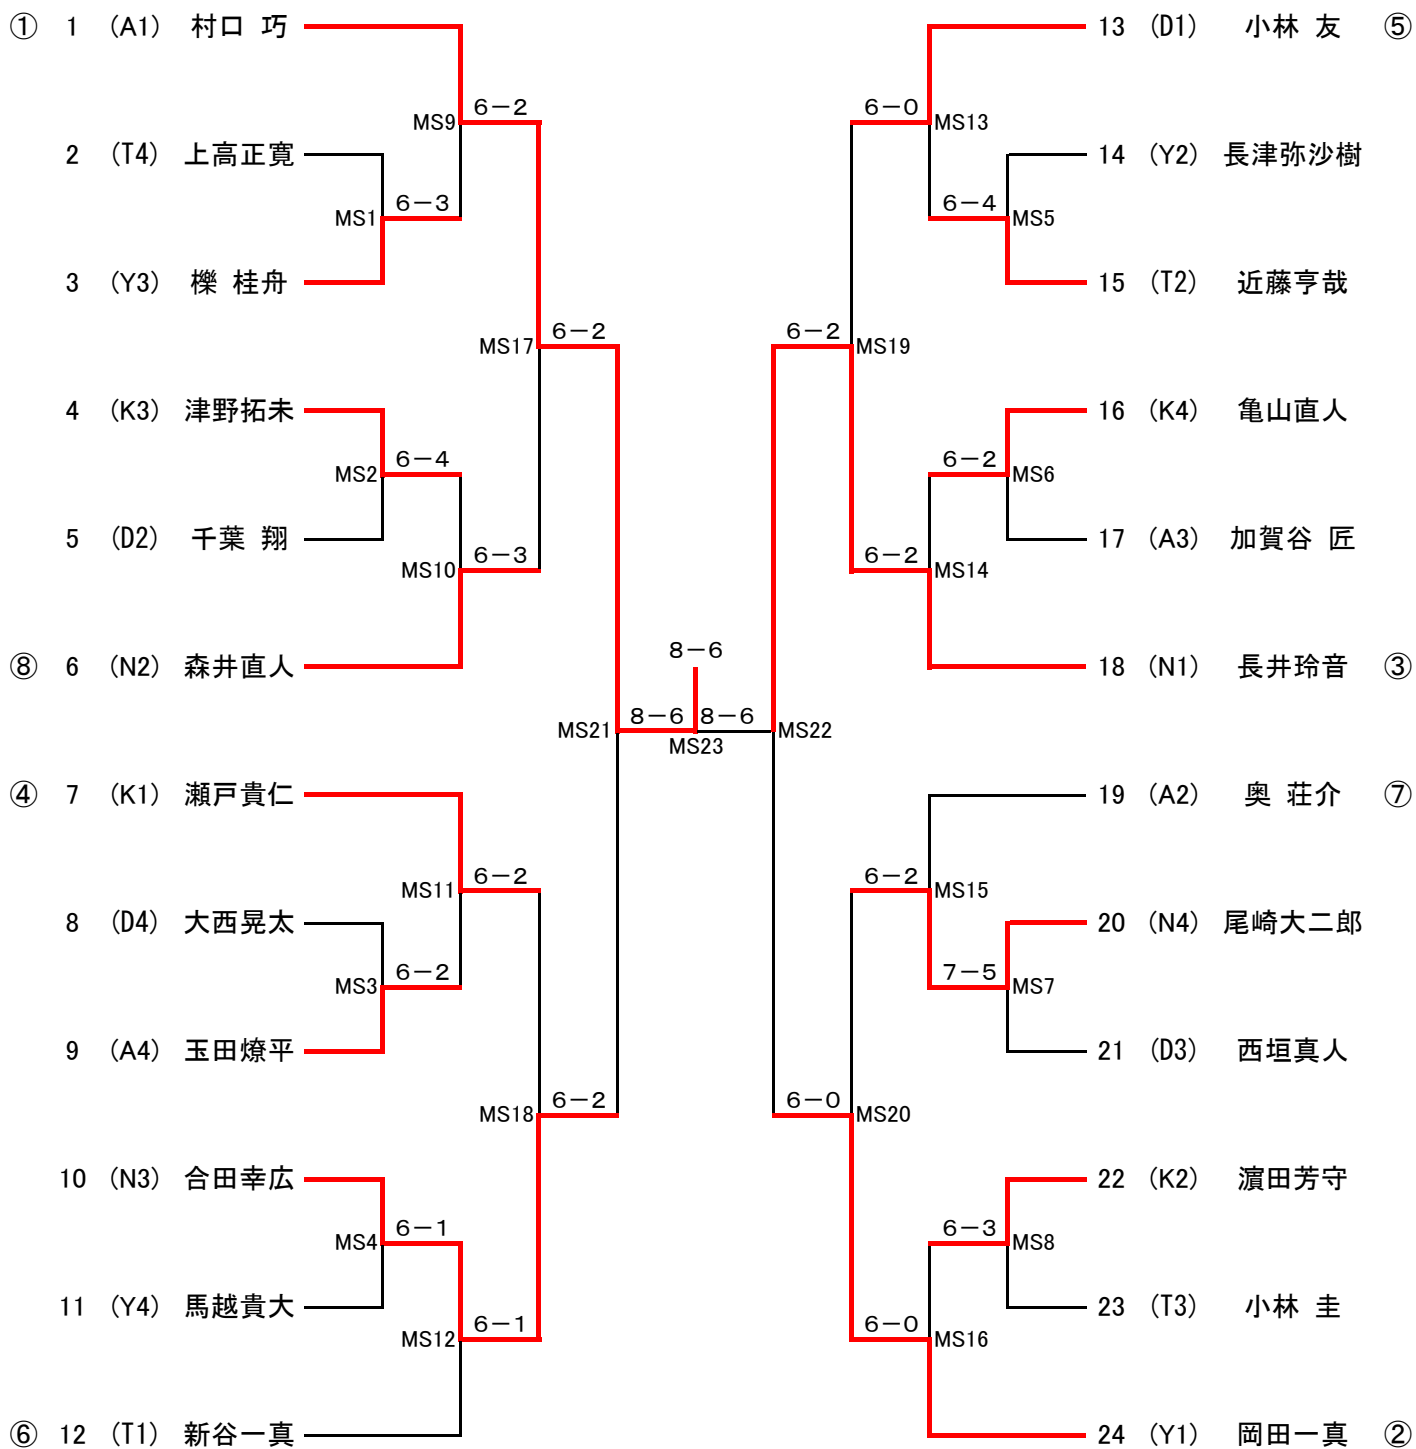 ① 1 (A1) 村口 巧
13 (D1) 小林 友 ⑤
6－2
6－0
MS9
MS13
2 (T4) 上高正寛
14 (Y2) 長津弥沙樹
6－3
6－4
MS1
MS5
3 (Y3) 櫟 桂舟
15 (T2) 近藤亨哉
6－2
6－2
MS17
MS19
4 (K3) 津野拓未
16 (K4) 亀山直人
6－4
6－2
MS2
MS6
5 (D2) 千葉 翔
17 (A3) 加賀谷 匠
6－3
6－2
MS10
MS14
8－6
⑧ 6 (N2) 森井直人
18 (N1) 長井玲音 ③
8－6
8－6
MS21
MS23
MS22
④ 7 (K1) 瀬戸貴仁
19 (A2) 奥 荘介 ⑦
6－2
6－2
MS11
MS15
8 (D4) 大西晃太
20 (N4) 尾崎大二郎
6－2
7－5
MS3
MS7
9 (A4) 玉田燎平
21 (D3) 西垣真人
6－2
6－0
MS18
MS20
10 (N3) 合田幸広
22 (K2) 濵田芳守
6－1
6－3
MS4
MS8
11 (Y4) 馬越貴大
23 (T3) 小林 圭
6－1
6－0
MS12
MS16
⑥ 12 (T1) 新谷一真
24 (Y1) 岡田一真 ②